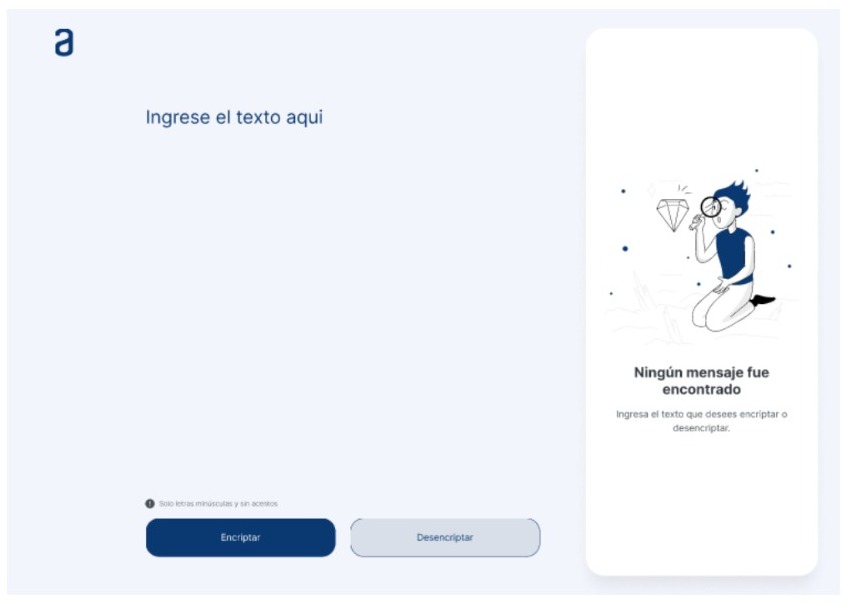 a
Ingrese el texto aqui
Ningún mensaje fue
encontrado
Ingresa el texto que desees encriptar o
desencriptar.
Solo letras minúsculas y sin acentos
Encriptar
Desencriptar